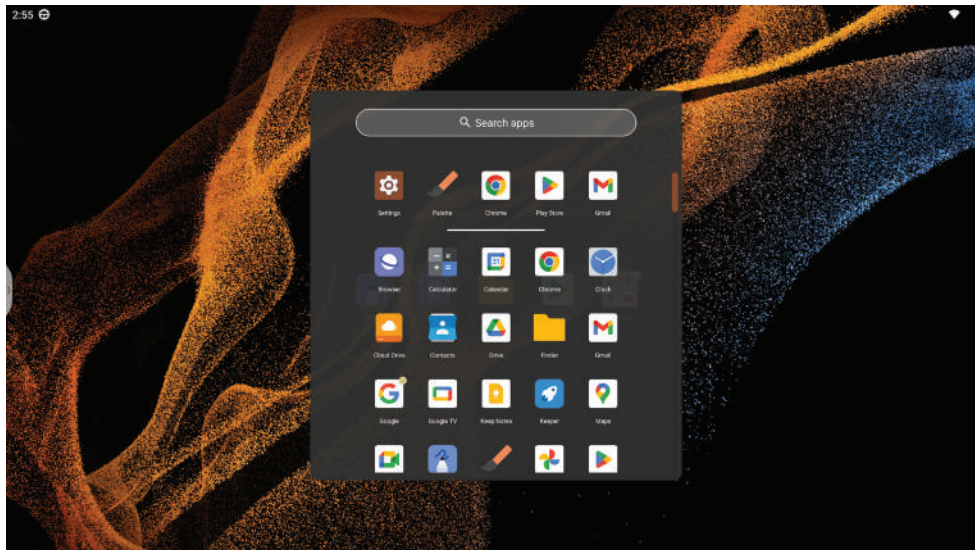 2:55
Search apps
Settings Palette Chrome Play Store Gmail
Browser Calculator Calendar Chrome Clock
Cloud Drive Contacts Drive Finder Gmail
Google Google TV Keep Notes Keeper Maps